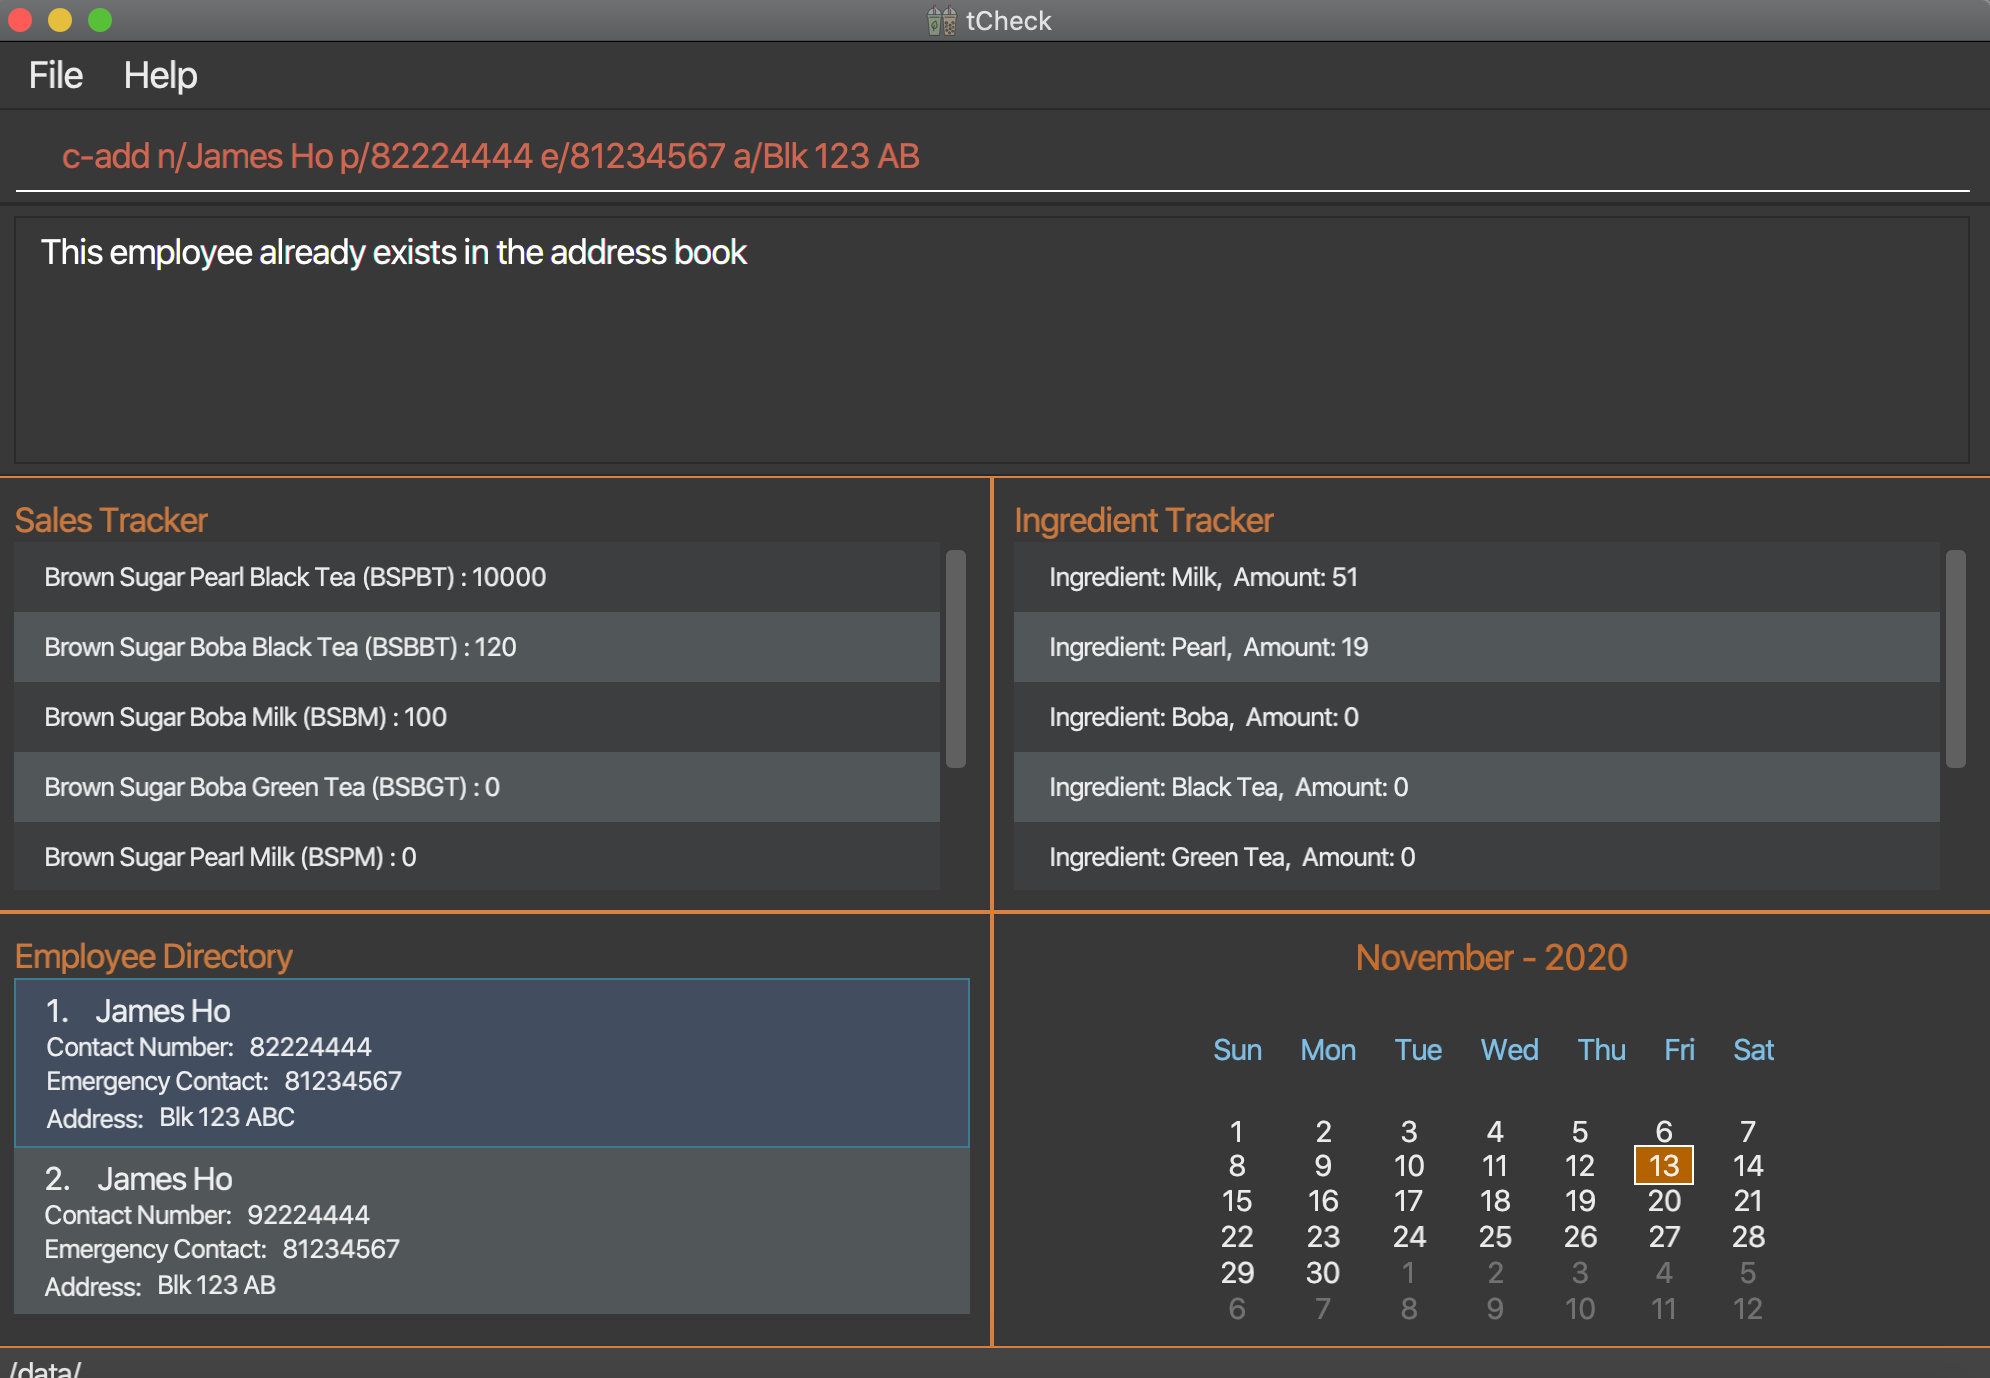 tCheck
File Help
c-add n/James Ho p/82224444 e/81234567 a/Blk 123 AB
This employee already exists in the address book
Sales Tracker
Brown Sugar Pearl Black Tea (BSPBT) : 10000
Brown Sugar Boba Black Tea (BSBBT) : 120
Brown Sugar Boba Milk (BSBM) : 100
Brown Sugar Boba Green Tea (BSBGT) : 0
Brown Sugar Pearl Milk (BSPM) : 0
Ingredient Tracker
Ingredient: Milk, Amount: 51
Ingredient: Pearl, Amount: 19
Ingredient: Boba, Amount: 0
Ingredient: Black Tea, Amount: 0
Ingredient: Green Tea, Amount: 0
Employee Directory
1. James Ho
Contact Number: 82224444
Emergency Contact: 81234567
Address: Blk 123 ABC
2. James Ho
Contact Number: 92224444
Emergency Contact: 81234567
Address: Blk 123 AB
November - 2020
Sun Mon Tue Wed Thu Fri Sat
1 2 3 4 5 6 7
8 9 10 11 12 13 14
15 16 17 18 19 20 21
22 23 24 25 26 27 28
29 30 1 2 3 4 5
6 7 8 9 10 11 12
/data/